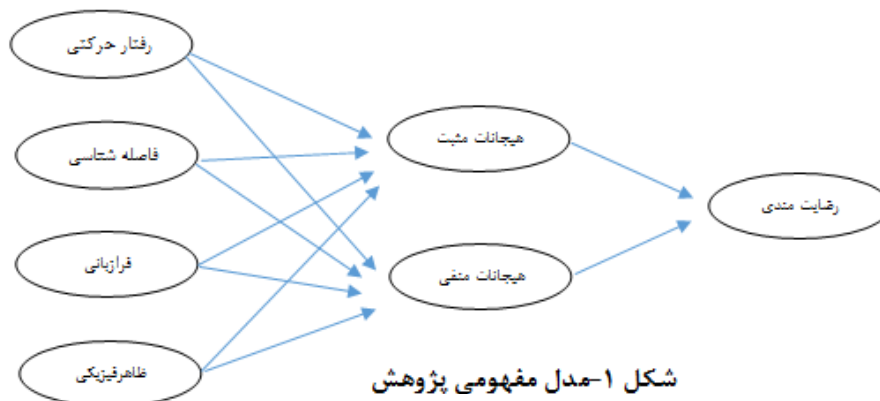 رفتار حرکتی
فاصله شناسی
فرازبانی
ظاهرفیزیکی
هیجانات مثبت
هیجانات منفی
رضایت مندی
شکل ۱-مدل مفهومی پژوهش